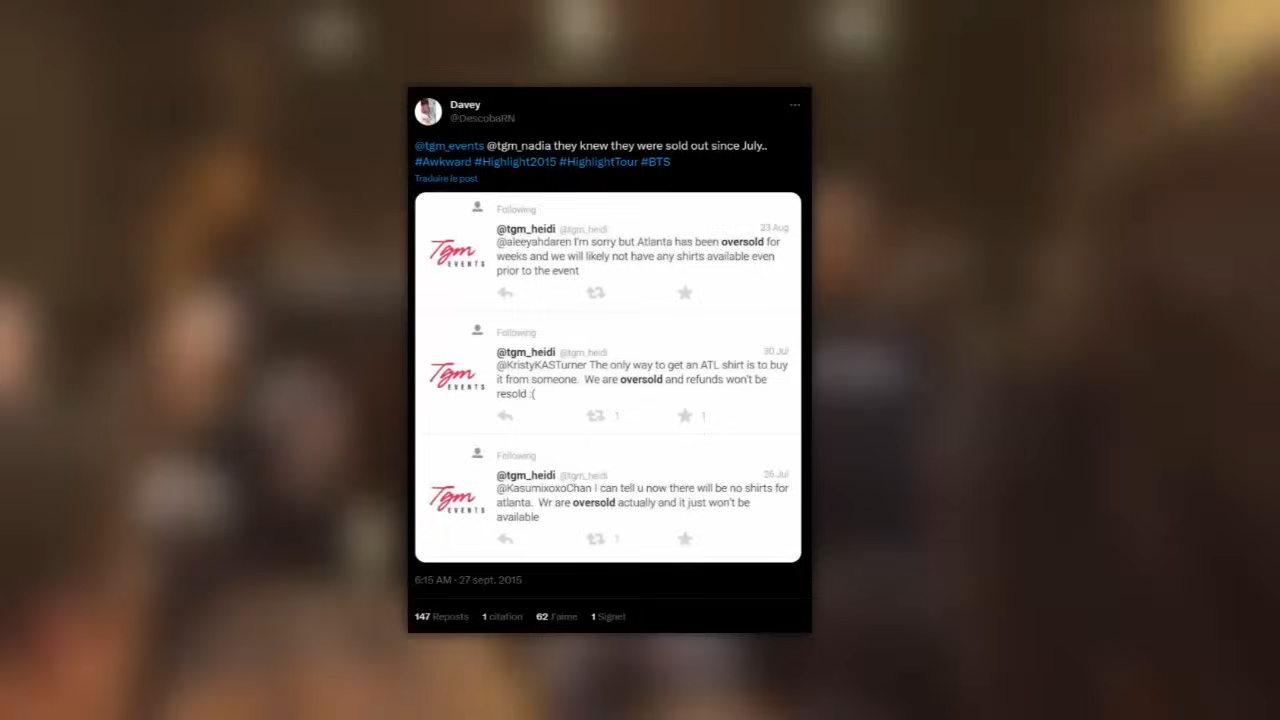 Davey
@DescobaRN
@tgm_events @tgm_nadia they knew they were sold out since July..
#Awkward #Highlight2015 #HighlightTour #BTS
Traduire le post
Following
@tgm_heidi @tgm_heidi 23 Aug
@aleeyahdaren I'm sorry but Atlanta has been oversold for
weeks and we will likely not have any shirts available even
prior to the event
Tgm
EVENTS
Following
@tgm_heidi @tgm_heidi 30 Jul
@KristyKASTurner The only way to get an ATL shirt is to buy
it from someone. We are oversold and refunds won't be
resold :(
Tgm
EVENTS
1 1
Following
@tgm_heidi @tgm_heidi 26 Jul
@KasumixoxoChan I can tell u now there will be no shirts for
atlanta. Wr are oversold actually and it just won't be
available
Tgm
EVENTS
1
6:15 AM · 27 sept. 2015
147 Reposts 1 citation 62 J'aime 1 Signet